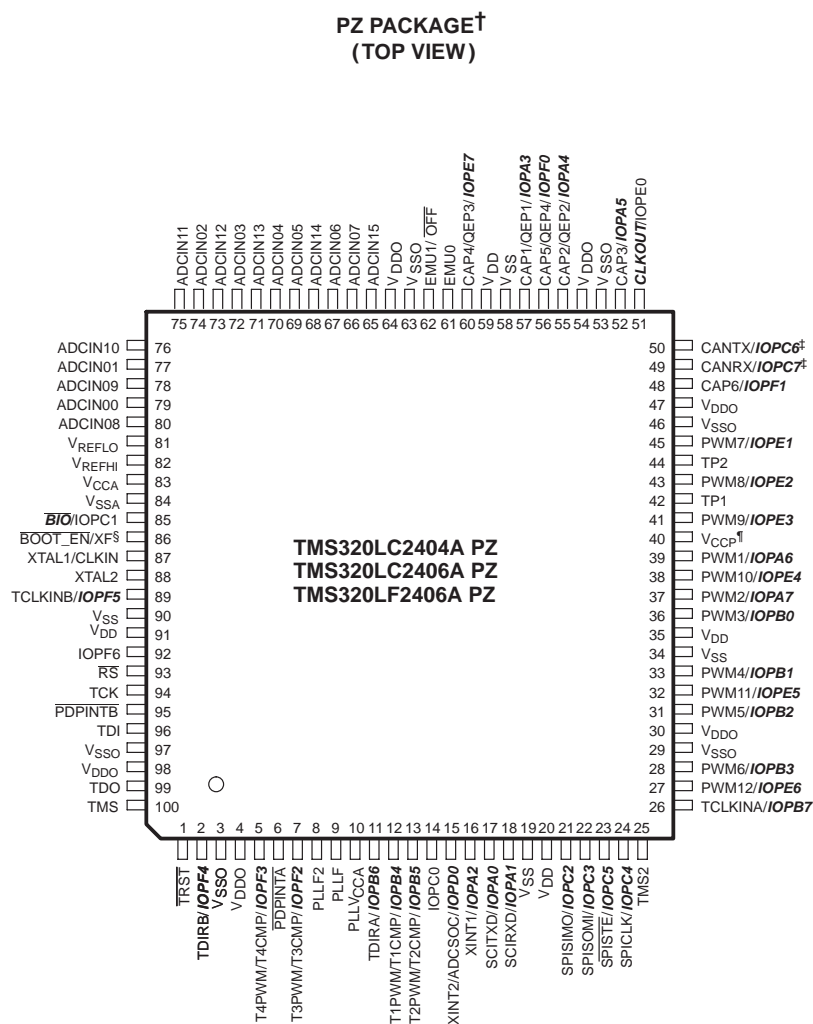 PZ PACKAGE†
(TOP VIEW)
ADCIN11
ADCIN02
ADCIN12
ADCIN03
ADCIN13
ADCIN04
ADCIN05
ADCIN14
ADCIN06
ADCIN07
ADCIN15
VDDO
VSSO
EMU1/ OFF
EMU0
CAP4/QEP3/IOPE7
VDD
VSS
CAP1/QEP1/IOPA3
CAP5/QEP4/IOPF0
CAP2/QEP2/IOPA4
VDDO
VSSO
CAP3/IOPA5
CLKOUT/IOPE0
75 74 73 72 71 70 69 68 67 66 65 64 63 62 61 60 59 58 57 56 55 54 53 52 51
ADCIN10 76
ADCIN01 77
ADCIN09 78
ADCIN00 79
ADCIN08 80
VREFLO 81
VREFHI 82
VCCA 83
VSSA 84
BIO/IOPC1 85
BOOT_EN/XF§ 86
XTAL1/CLKIN 87
XTAL2 88
TCLKINB/IOPF5 89
VSS 90
VDD 91
IOPF6 92
RS 93
TCK 94
PDPINTB 95
TDI 96
VSSO 97
VDDO 98
TDO 99
TMS 100
TMS320LC2404A PZ
TMS320LC2406A PZ
TMS320LF2406A PZ
50 CANTX/IOPC6‡
49 CANRX/IOPC7‡
48 CAP6/IOPF1
47 VDDO
46 VSSO
45 PWM7/IOPE1
44 TP2
43 PWM8/IOPE2
42 TP1
41 PWM9/IOPE3
40 VCCP¶
39 PWM1/IOPA6
38 PWM10/IOPE4
37 PWM2/IOPA7
36 PWM3/IOPB0
35 VDD
34 VSS
33 PWM4/IOPB1
32 PWM11/IOPE5
31 PWM5/IOPB2
30 VDDO
29 VSSO
28 PWM6/IOPB3
27 PWM12/IOPE6
26 TCLKINA/IOPB7
1 2 3 4 5 6 7 8 9 10 11 12 13 14 15 16 17 18 19 20 21 22 23 24 25
TRST
TDIRB/IOPF4
VSSO
VDDO
T4PWM/T4CMP/IOPF3
PDPINTA
T3PWM/T3CMP/IOPF2
PLLF2
PLLF
PLLVCCA
TDIRA/IOPB6
T1PWM/T1CMP/IOPB4
T2PWM/T2CMP/IOPB5
IOPC0
XINT2/ADCSOC/IOPD0
XINT1/IOPA2
SCITXD/IOPA0
SCIRXD/IOPA1
VSS
VDD
SPISIMO/IOPC2
SPISOMI/IOPC3
SPISTE/IOPC5
SPICLK/IOPC4
TMS2